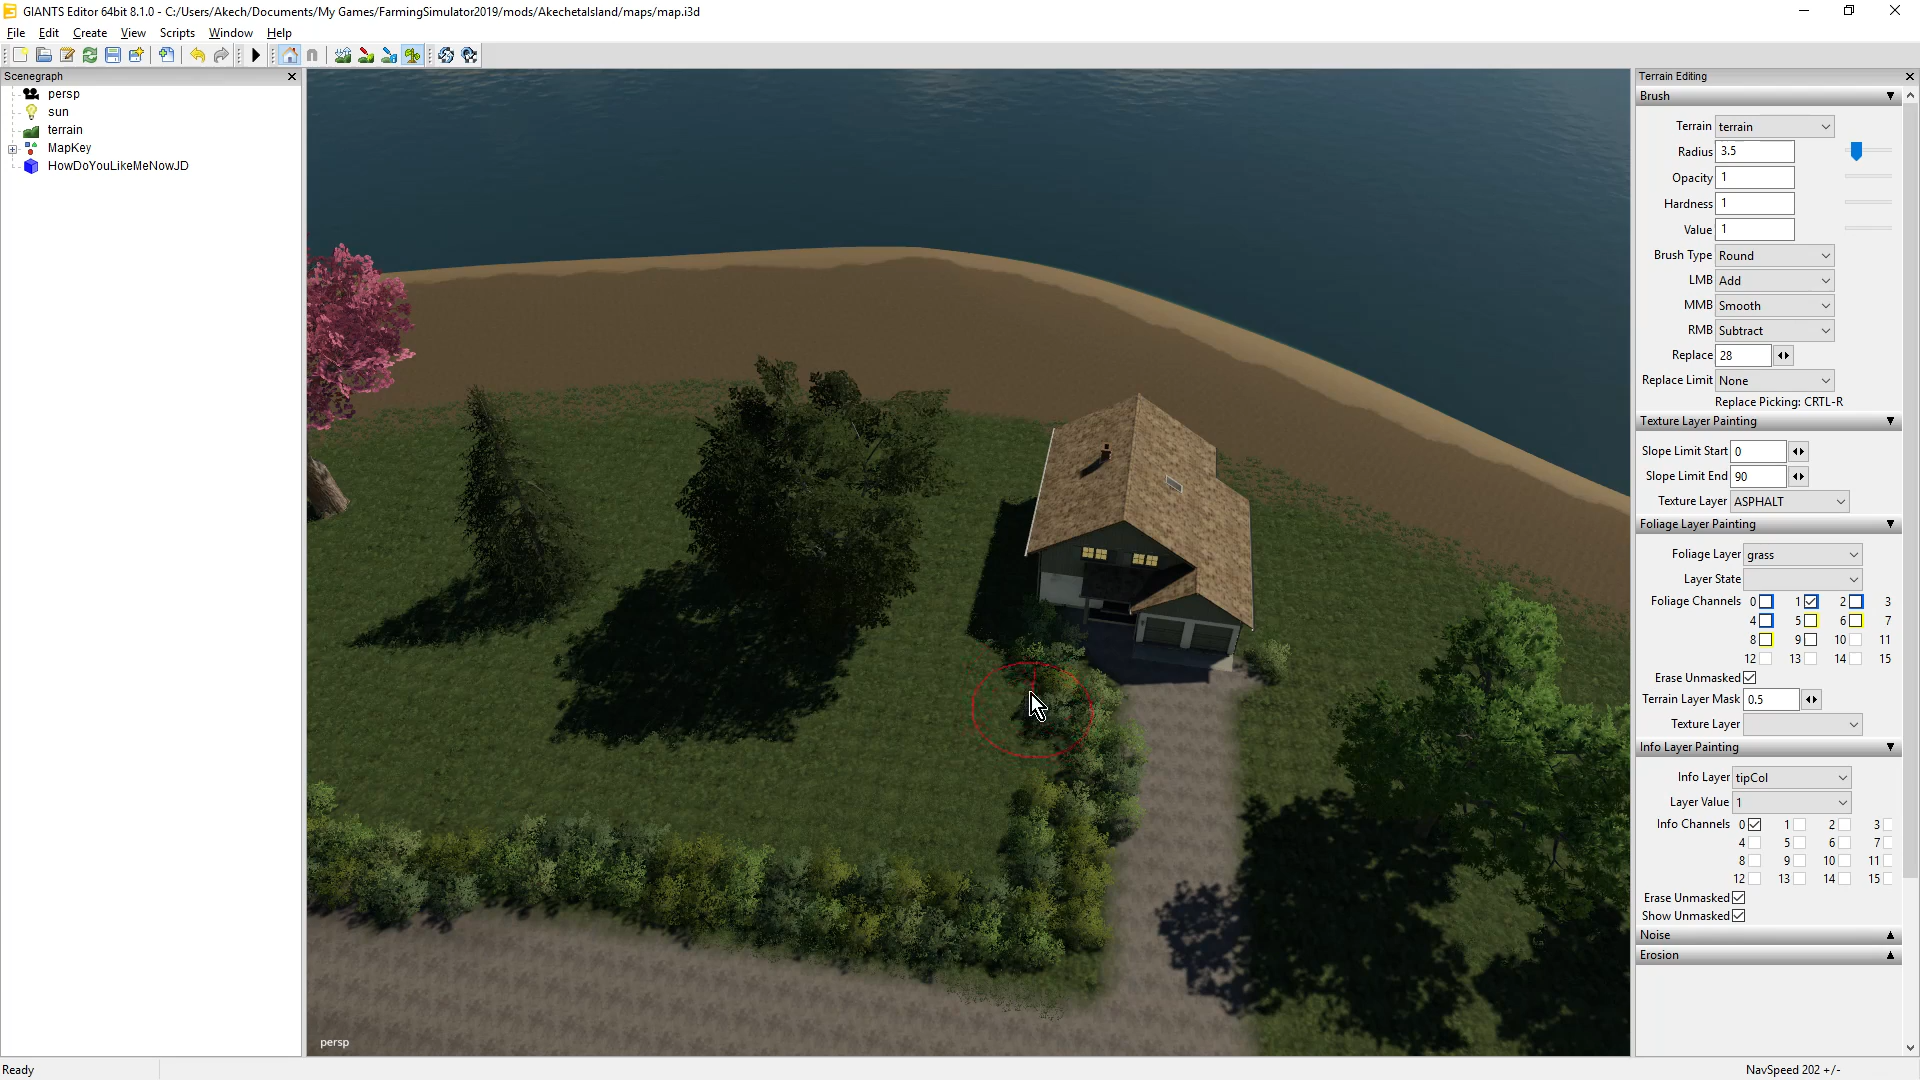 GIANTS Editor 64bit 8.1.0 - C:/Users/Akech/Documents/My Games/FarmingSimulator2019/mods/AkechetaIsland/maps/map.i3d
File Edit Create View Scripts Window Help
Scenegraph
persp
sun
terrain
MapKey
HowDoYouLikeMeNowJD
persp
Terrain Editing
Brush
Terrain terrain
Radius 3.5
Opacity 1
Hardness 1
Value 1
Brush Type Round
LMB Add
MMB Smooth
RMB Subtract
Replace 28
Replace Limit None
Replace Picking: CRTL-R
Texture Layer Painting
Slope Limit Start 0
Slope Limit End 90
Texture Layer ASPHALT
Foliage Layer Painting
Foliage Layer grass
Layer State
Foliage Channels 0 1 2 3
4 5 6 7
8 9 10 11
12 13 14 15
Erase Unmasked
Terrain Layer Mask 0.5
Texture Layer
Info Layer Painting
Info Layer tipCol
Layer Value 1
Info Channels 0 1 2 3
4 5 6 7
8 9 10 11
12 13 14 15
Erase Unmasked
Show Unmasked
Noise
Erosion
Ready
NavSpeed 202 +/-